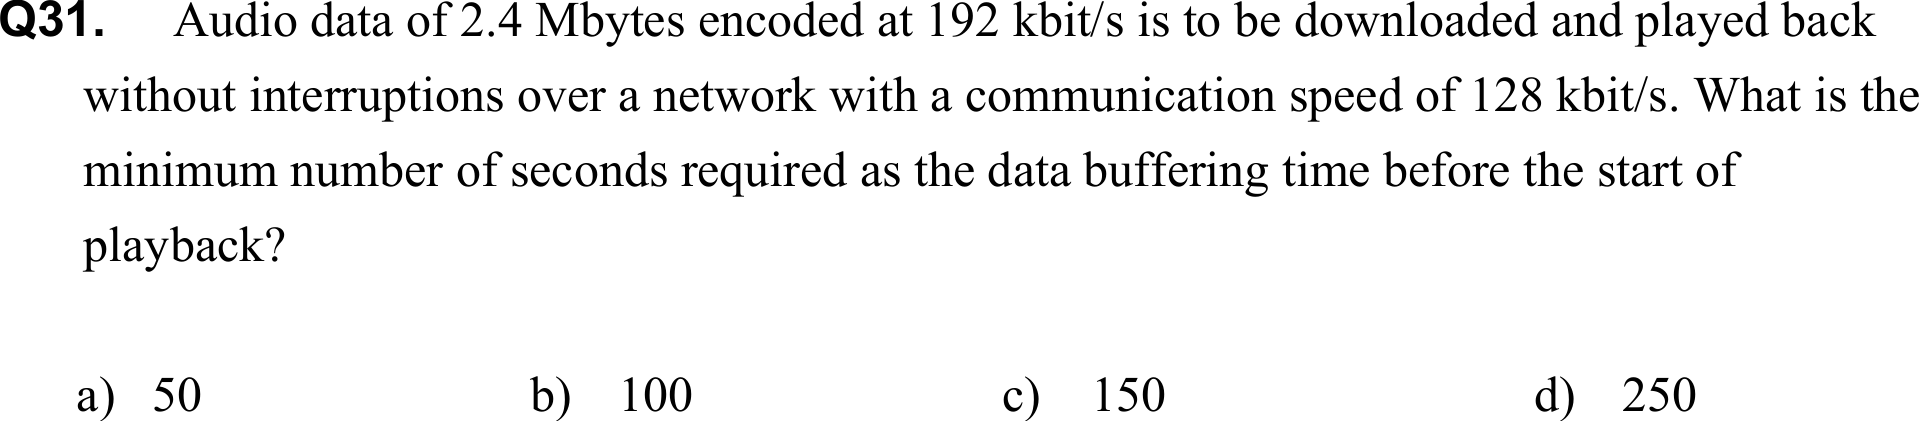 Q31. Audio data of 2.4 Mbytes encoded at 192 kbit/s is to be downloaded and played back
without interruptions over a network with a communication speed of 128 kbit/s. What is the
minimum number of seconds required as the data buffering time before the start of
playback?
a) 50 b) 100 c) 150 d) 250